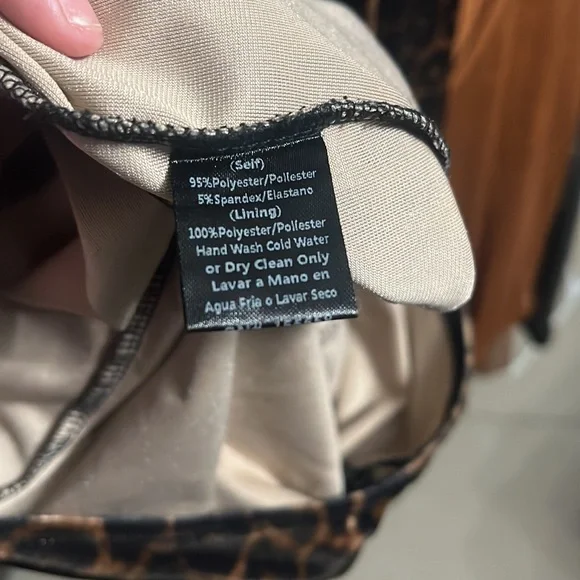 (Self)
95%Polyester/Poliester
5%Spandex/Elastano
(Lining)
100%Polyester/Poliester
Hand Wash Cold Water
or Dry Clean Only
Lavar a Mano en
Agua Fria o Lavar Seco